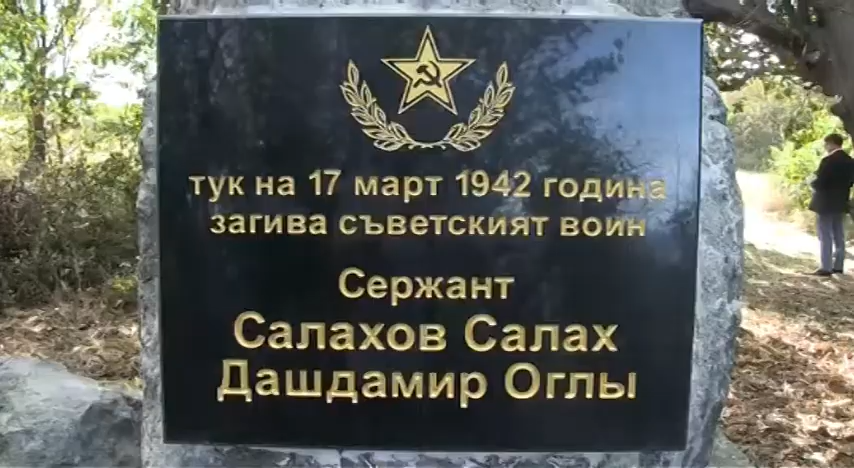 тук на 17 март 1942 година
загива съветският воин
Сержант
Салахов Салах
Дашдамир Оглы